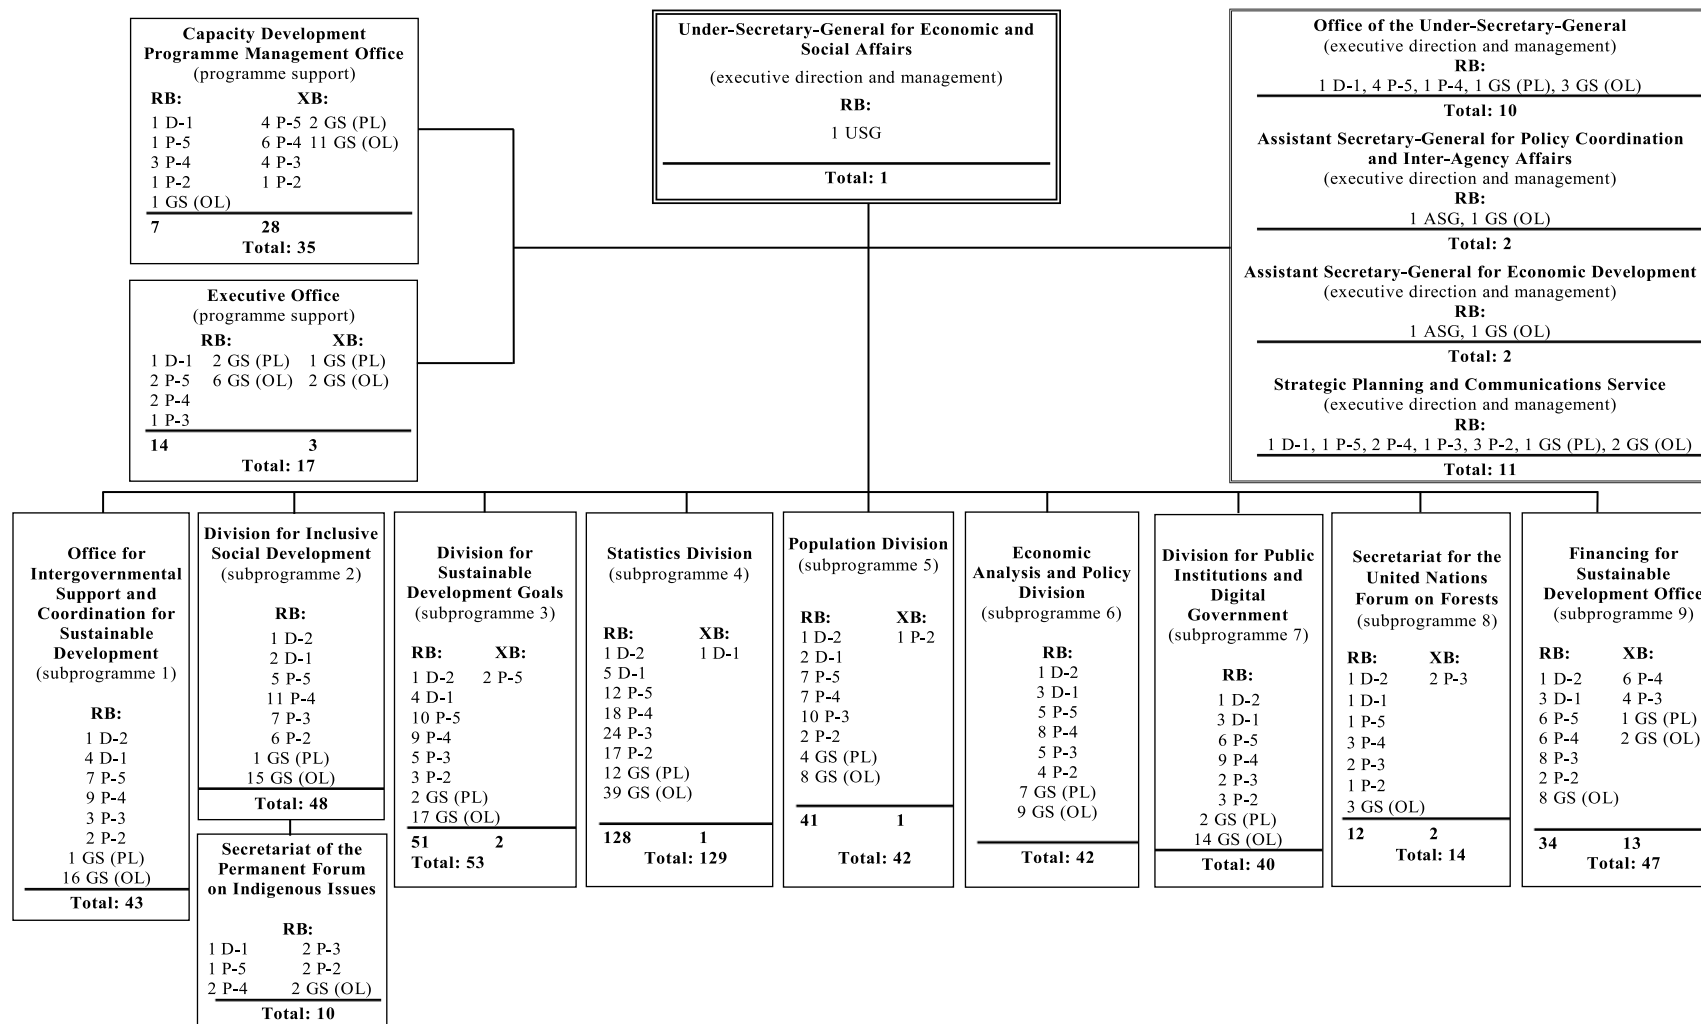 Capacity Development
Programme Management Office
(programme support)
RB: XB:
1 D-1 4 P-5 2 GS (PL)
1 P-5 6 P-4 11 GS (OL)
3 P-4 4 P-3
1 P-2 1 P-2
1 GS (OL)
7 28
Total: 35
Executive Office
(programme support)
RB: XB:
1 D-1 2 GS (PL) 1 GS (PL)
2 P-5 6 GS (OL) 2 GS (OL)
2 P-4
1 P-3
14 3
Total: 17
Under-Secretary-General for Economic and
Social Affairs
(executive direction and management)
RB:
1 USG
Total: 1
Office of the Under-Secretary-General
(executive direction and management)
RB:
1 D-1, 4 P-5, 1 P-4, 1 GS (PL), 3 GS (OL)
Total: 10
Assistant Secretary-General for Policy Coordination
and Inter-Agency Affairs
(executive direction and management)
RB:
1 ASG, 1 GS (OL)
Total: 2
Assistant Secretary-General for Economic Development
(executive direction and management)
RB:
1 ASG, 1 GS (OL)
Total: 2
Strategic Planning and Communications Service
(executive direction and management)
RB:
1 D-1, 1 P-5, 2 P-4, 1 P-3, 3 P-2, 1 GS (PL), 2 GS (OL)
Total: 11
Office for
Intergovernmental
Support and
Coordination for
Sustainable
Development
(subprogramme 1)
RB:
1 D-2
4 D-1
7 P-5
9 P-4
3 P-3
2 P-2
1 GS (PL)
16 GS (OL)
Total: 43
Division for Inclusive
Social Development
(subprogramme 2)
RB:
1 D-2
2 D-1
5 P-5
11 P-4
7 P-3
6 P-2
1 GS (PL)
15 GS (OL)
Total: 48
Secretariat of the
Permanent Forum
on Indigenous Issues
RB:
1 D-1 2 P-3
1 P-5 2 P-2
2 P-4 2 GS (OL)
Total: 10
Division for
Sustainable
Development Goals
(subprogramme 3)
RB: XB:
1 D-2 2 P-5
4 D-1
10 P-5
9 P-4
5 P-3
3 P-2
2 GS (PL)
17 GS (OL)
51 2
Total: 53
Statistics Division
(subprogramme 4)
RB: XB:
1 D-2 1 D-1
5 D-1
12 P-5
18 P-4
24 P-3
17 P-2
12 GS (PL)
39 GS (OL)
128 1
Total: 129
Population Division
(subprogramme 5)
RB: XB:
1 D-2 1 P-2
2 D-1
7 P-5
7 P-4
10 P-3
2 P-2
4 GS (PL)
8 GS (OL)
41 1
Total: 42
Economic
Analysis and Policy
Division
(subprogramme 6)
RB:
1 D-2
3 D-1
5 P-5
8 P-4
5 P-3
4 P-2
7 GS (PL)
9 GS (OL)
Total: 42
Division for Public
Institutions and
Digital
Government
(subprogramme 7)
RB:
1 D-2
3 D-1
6 P-5
9 P-4
2 P-3
3 P-2
2 GS (PL)
14 GS (OL)
Total: 40
Secretariat for the
United Nations
Forum on Forests
(subprogramme 8)
RB: XB:
1 D-2 2 P-3
1 D-1
1 P-5
3 P-4
2 P-3
1 P-2
3 GS (OL)
12 2
Total: 14
Financing for
Sustainable
Development Office
(subprogramme 9)
RB: XB:
1 D-2 6 P-4
3 D-1 4 P-3
6 P-5 1 GS (PL)
6 P-4 2 GS (OL)
8 P-3
2 P-2
8 GS (OL)
34 13
Total: 47